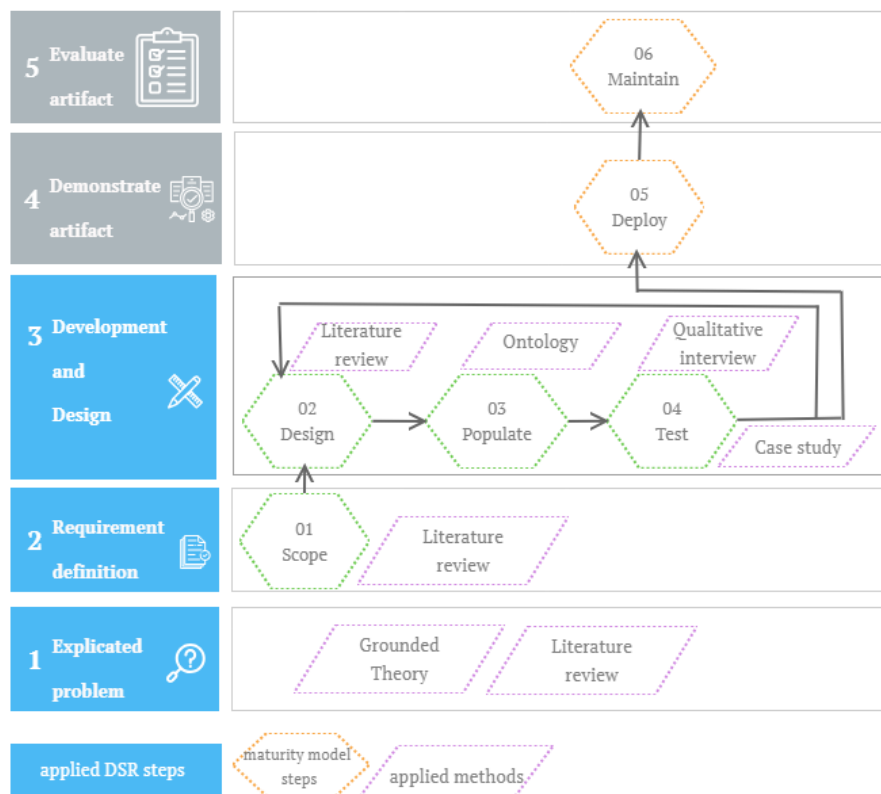 5 Evaluate
artifact
06
Maintain
4 Demonstrate
artifact
05
Deploy
3 Development
and
Design
Literature
review
Ontology
Qualitative
interview
02
Design
03
Populate
04
Test
Case study
2 Requirement
definition
01
Scope
Literature
review
1 Explicated
problem
Grounded
Theory
Literature
review
applied DSR steps
maturity model
steps
applied methods